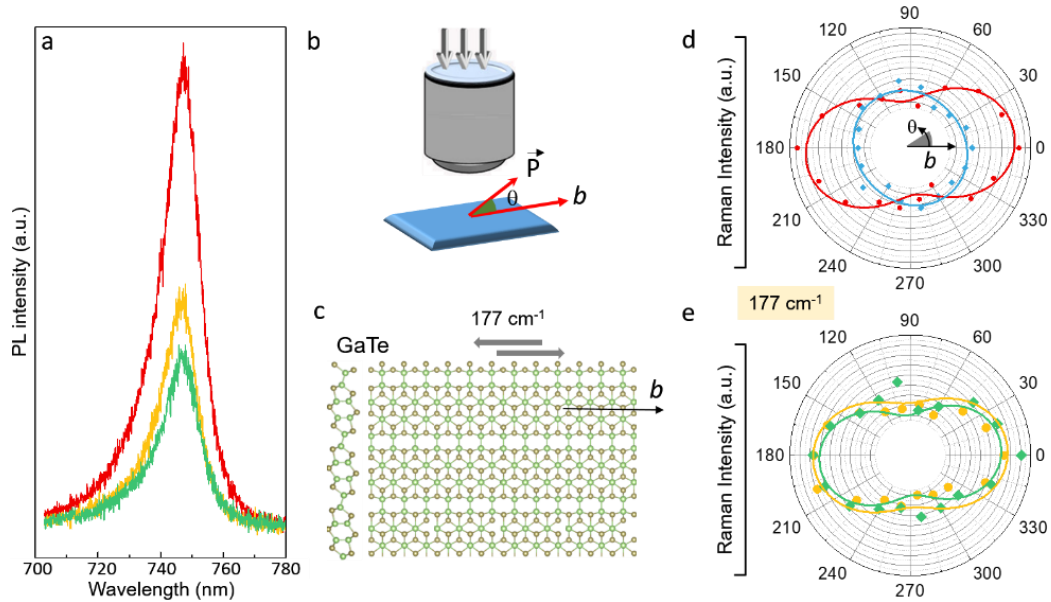 a
PL intensity (a.u.)
700 720 740 760 780
Wavelength (nm)
b
P
θ
b
c
177 cm-1
GaTe
b
d
Raman Intensity (a.u.)
90
120 60
150 30
180 0
210 330
240 300
270
θ
b
177 cm-1
e
Raman Intensity (a.u.)
90
120 60
150 30
180 0
210 330
240 300
270